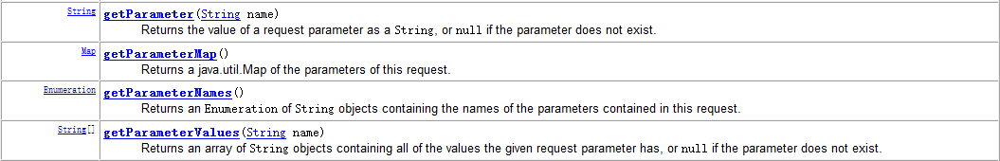 String getParameter(String name)
Returns the value of a request parameter as a String, or null if the parameter does not exist.
Map getParameterMap()
Returns a java.util.Map of the parameters of this request.
Enumeration getParameterNames()
Returns an Enumeration of String objects containing the names of the parameters contained in this request.
String[] getParameterValues(String name)
Returns an array of String objects containing all of the values the given request parameter has, or null if the parameter does not exist.